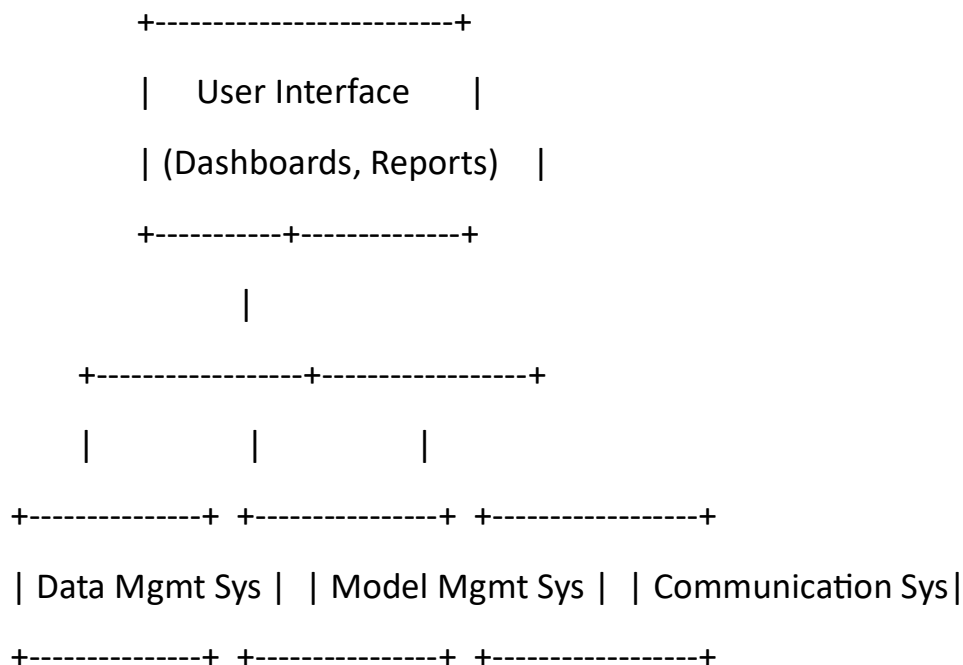 +--------------------------+
| User Interface |
| (Dashboards, Reports) |
+-----------+--------------+
|
+------------------+------------------+
| | |
+---------------+ +----------------+ +------------------+
| Data Mgmt Sys | | Model Mgmt Sys | | Communication Sys|
+---------------+ +----------------+ +------------------+